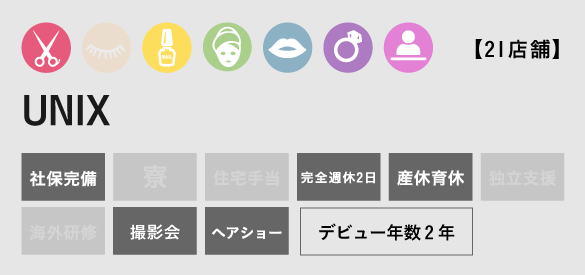 【21店舗】
UNIX
社保完備 寮 住宅手当 完全週休2日 産休育休 独立支援
海外研修 撮影会 ヘアショー デビュー年数2年